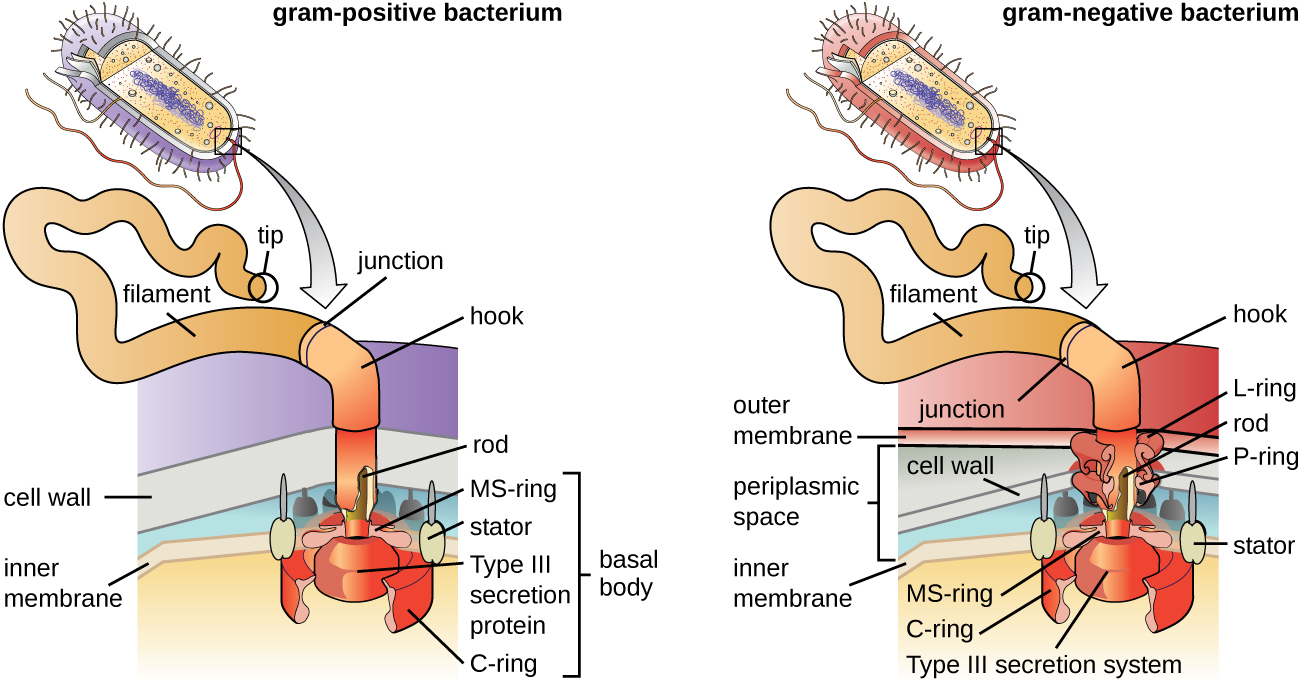 gram-positive bacterium
tip
junction
filament
hook
rod
cell wall
MS-ring
stator
inner
membrane
Type III
secretion
protein
basal
body
C-ring
gram-negative bacterium
tip
filament
hook
junction
L-ring
outer
membrane
rod
cell wall
P-ring
periplasmic
space
stator
inner
membrane
MS-ring
C-ring
Type III secretion system